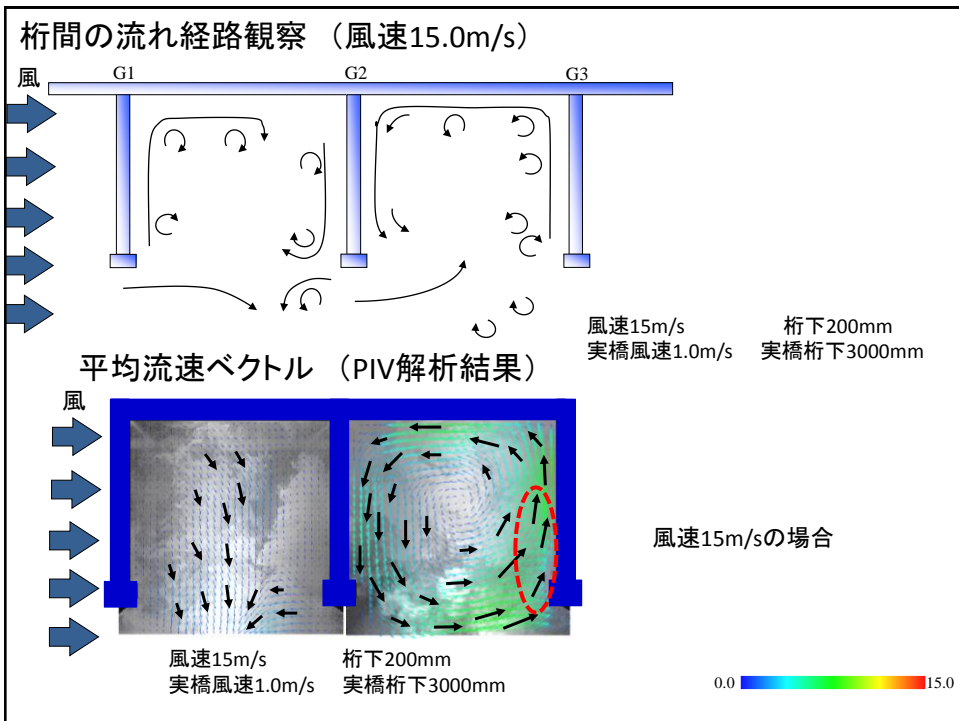 桁間の流れ経路観察 （風速15.0m/s）
風
G1
G2
G3
風速15m/s
桁下200mm
実橋風速1.0m/s
実橋桁下3000mm
平均流速ベクトル （PIV解析結果）
風
風速15m/sの場合
風速15m/s
桁下200mm
実橋風速1.0m/s
実橋桁下3000mm
0.0
15.0